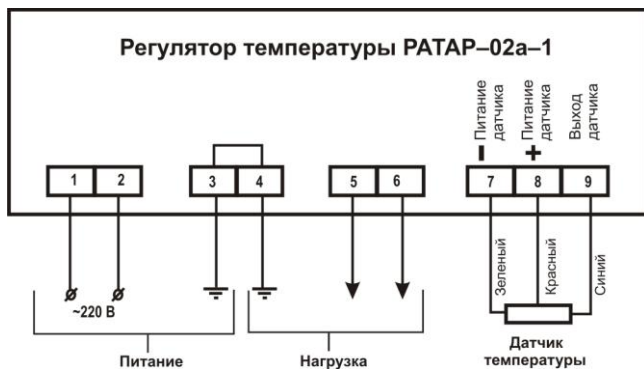 Регулятор температуры РАТАР–02а–1
− Питание
датчика
+ Питание
датчика
Выход
датчика
1 2 3 4 5 6 7 8 9
Зеленый
Красный
Синий
~220 В
Питание
Нагрузка
Датчик
температуры